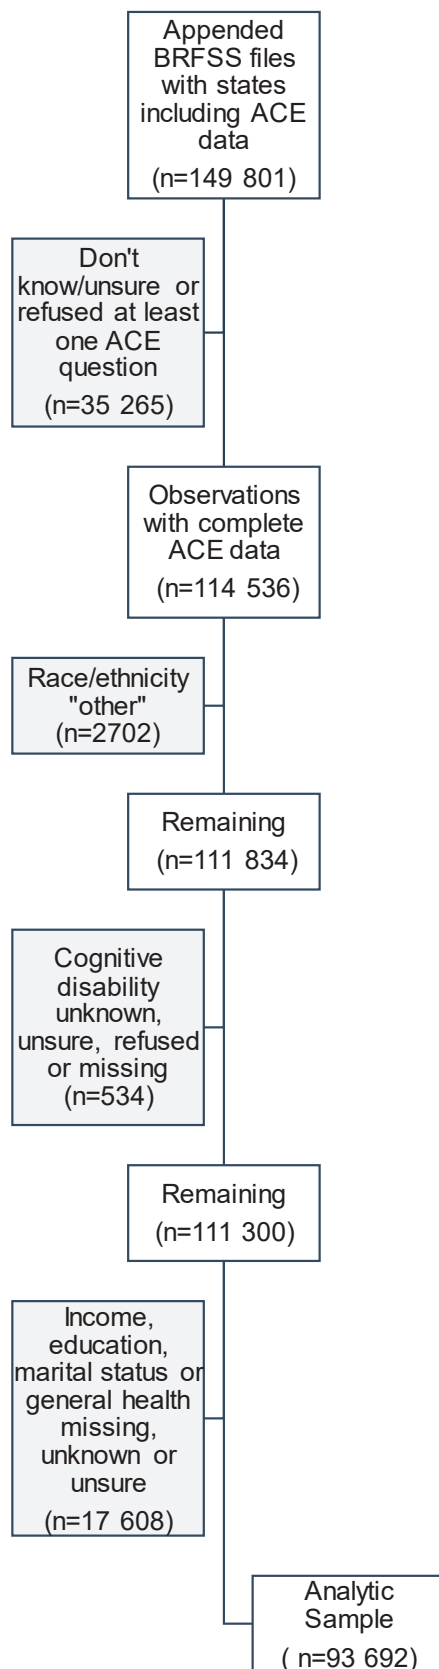 Appended
BRFSS files
with states
including ACE
data
(n=149 801)
Don't
know/unsure or
refused at least
one ACE
question
(n=35 265)
Observations
with complete
ACE data
(n=114 536)
Race/ethnicity
"other"
(n=2702)
Remaining
(n=111 834)
Cognitive
disability
unknown,
unsure, refused
or missing
(n=534)
Remaining
(n=111 300)
Income,
education,
marital status or
general health
missing,
unknown or
unsure
(n=17 608)
Analytic
Sample
( n=93 692)